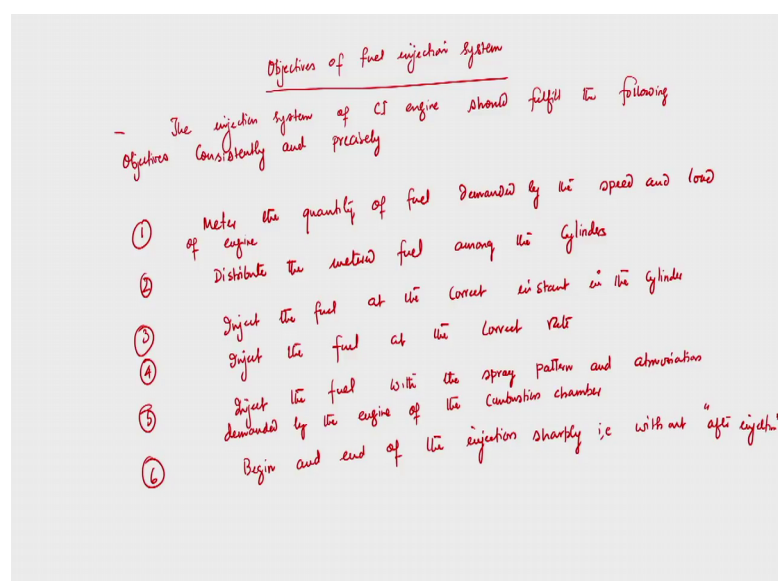 Objectives of fuel injection system
- The injection system of CI engine should fulfill the following
Objectives Consistently and precisely
① Meter the quantity of fuel demanded by the speed and load
of engine
② Distribute the metered fuel among the Cylinders
③ Inject the fuel at the Correct instant in the Cylinder
④ Inject the fuel at the Correct rate
⑤ Inject the fuel with the spray pattern and
demanded by the engine of the Combustion chamber
⑥ Begin and end of the injection sharply i,e without "after injection"